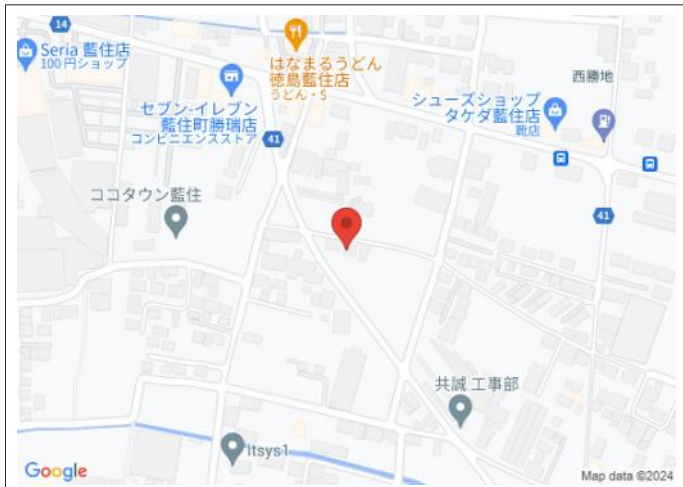 14
Seria 藍住店
100 円ショップ
はなまるうどん
徳島藍住店
うどん・$
西勝地
セブン-イレブン
藍住町勝瑞店
コンビニエンスストア
41
シューズショップ
タケダ藍住店
靴店
ココタウン藍住
41
共誠 工事部
Itsys1
Google
Map data ©2024